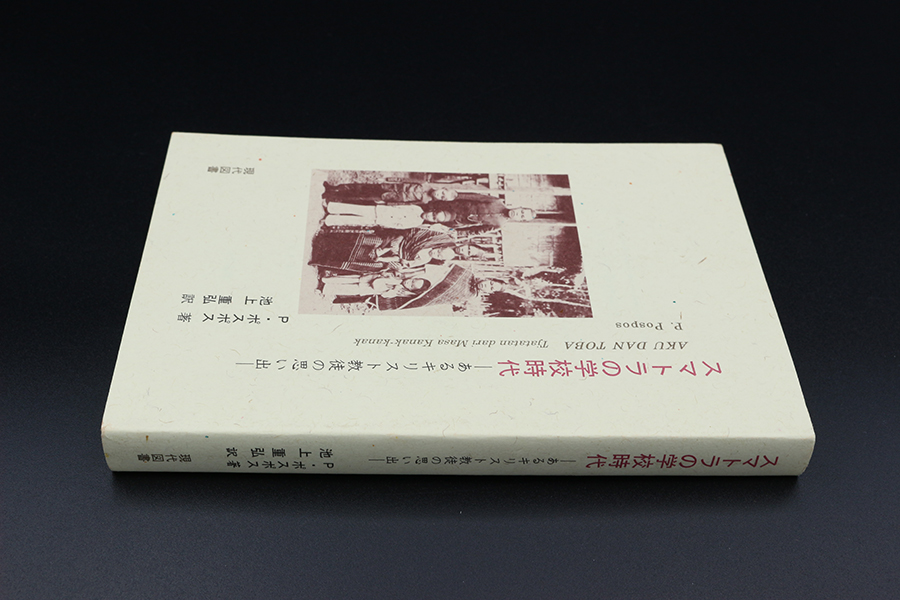 スマトラの学校時代
―あるキリスト教徒の思い出―
AKU DAN TOBA Tjatatan dari Masa Kanak-kanak
P. Pospos
P・ポスポス 著
池上重弘 訳
現代図書
スマトラの学校時代
―あるキリスト教徒の思い出―
P・ポスポス 著
池上重弘 訳
現代図書